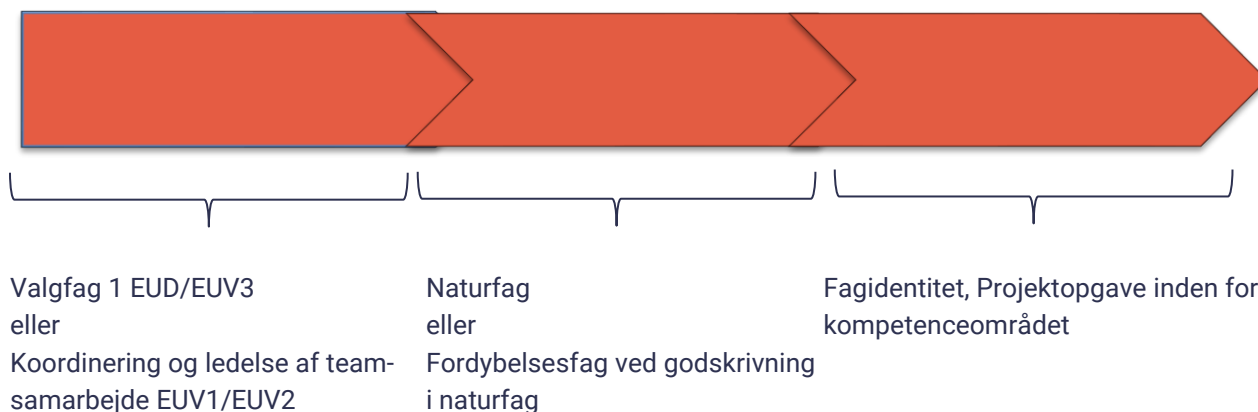 Valgfag 1 EUD/EUV3
eller
Koordinering og ledelse af team-
samarbejde EUV1/EUV2
Naturfag
eller
Fordybelsesfag ved godskrivning
i naturfag
Fagidentitet, Projektopgave inden for
kompetenceområdet